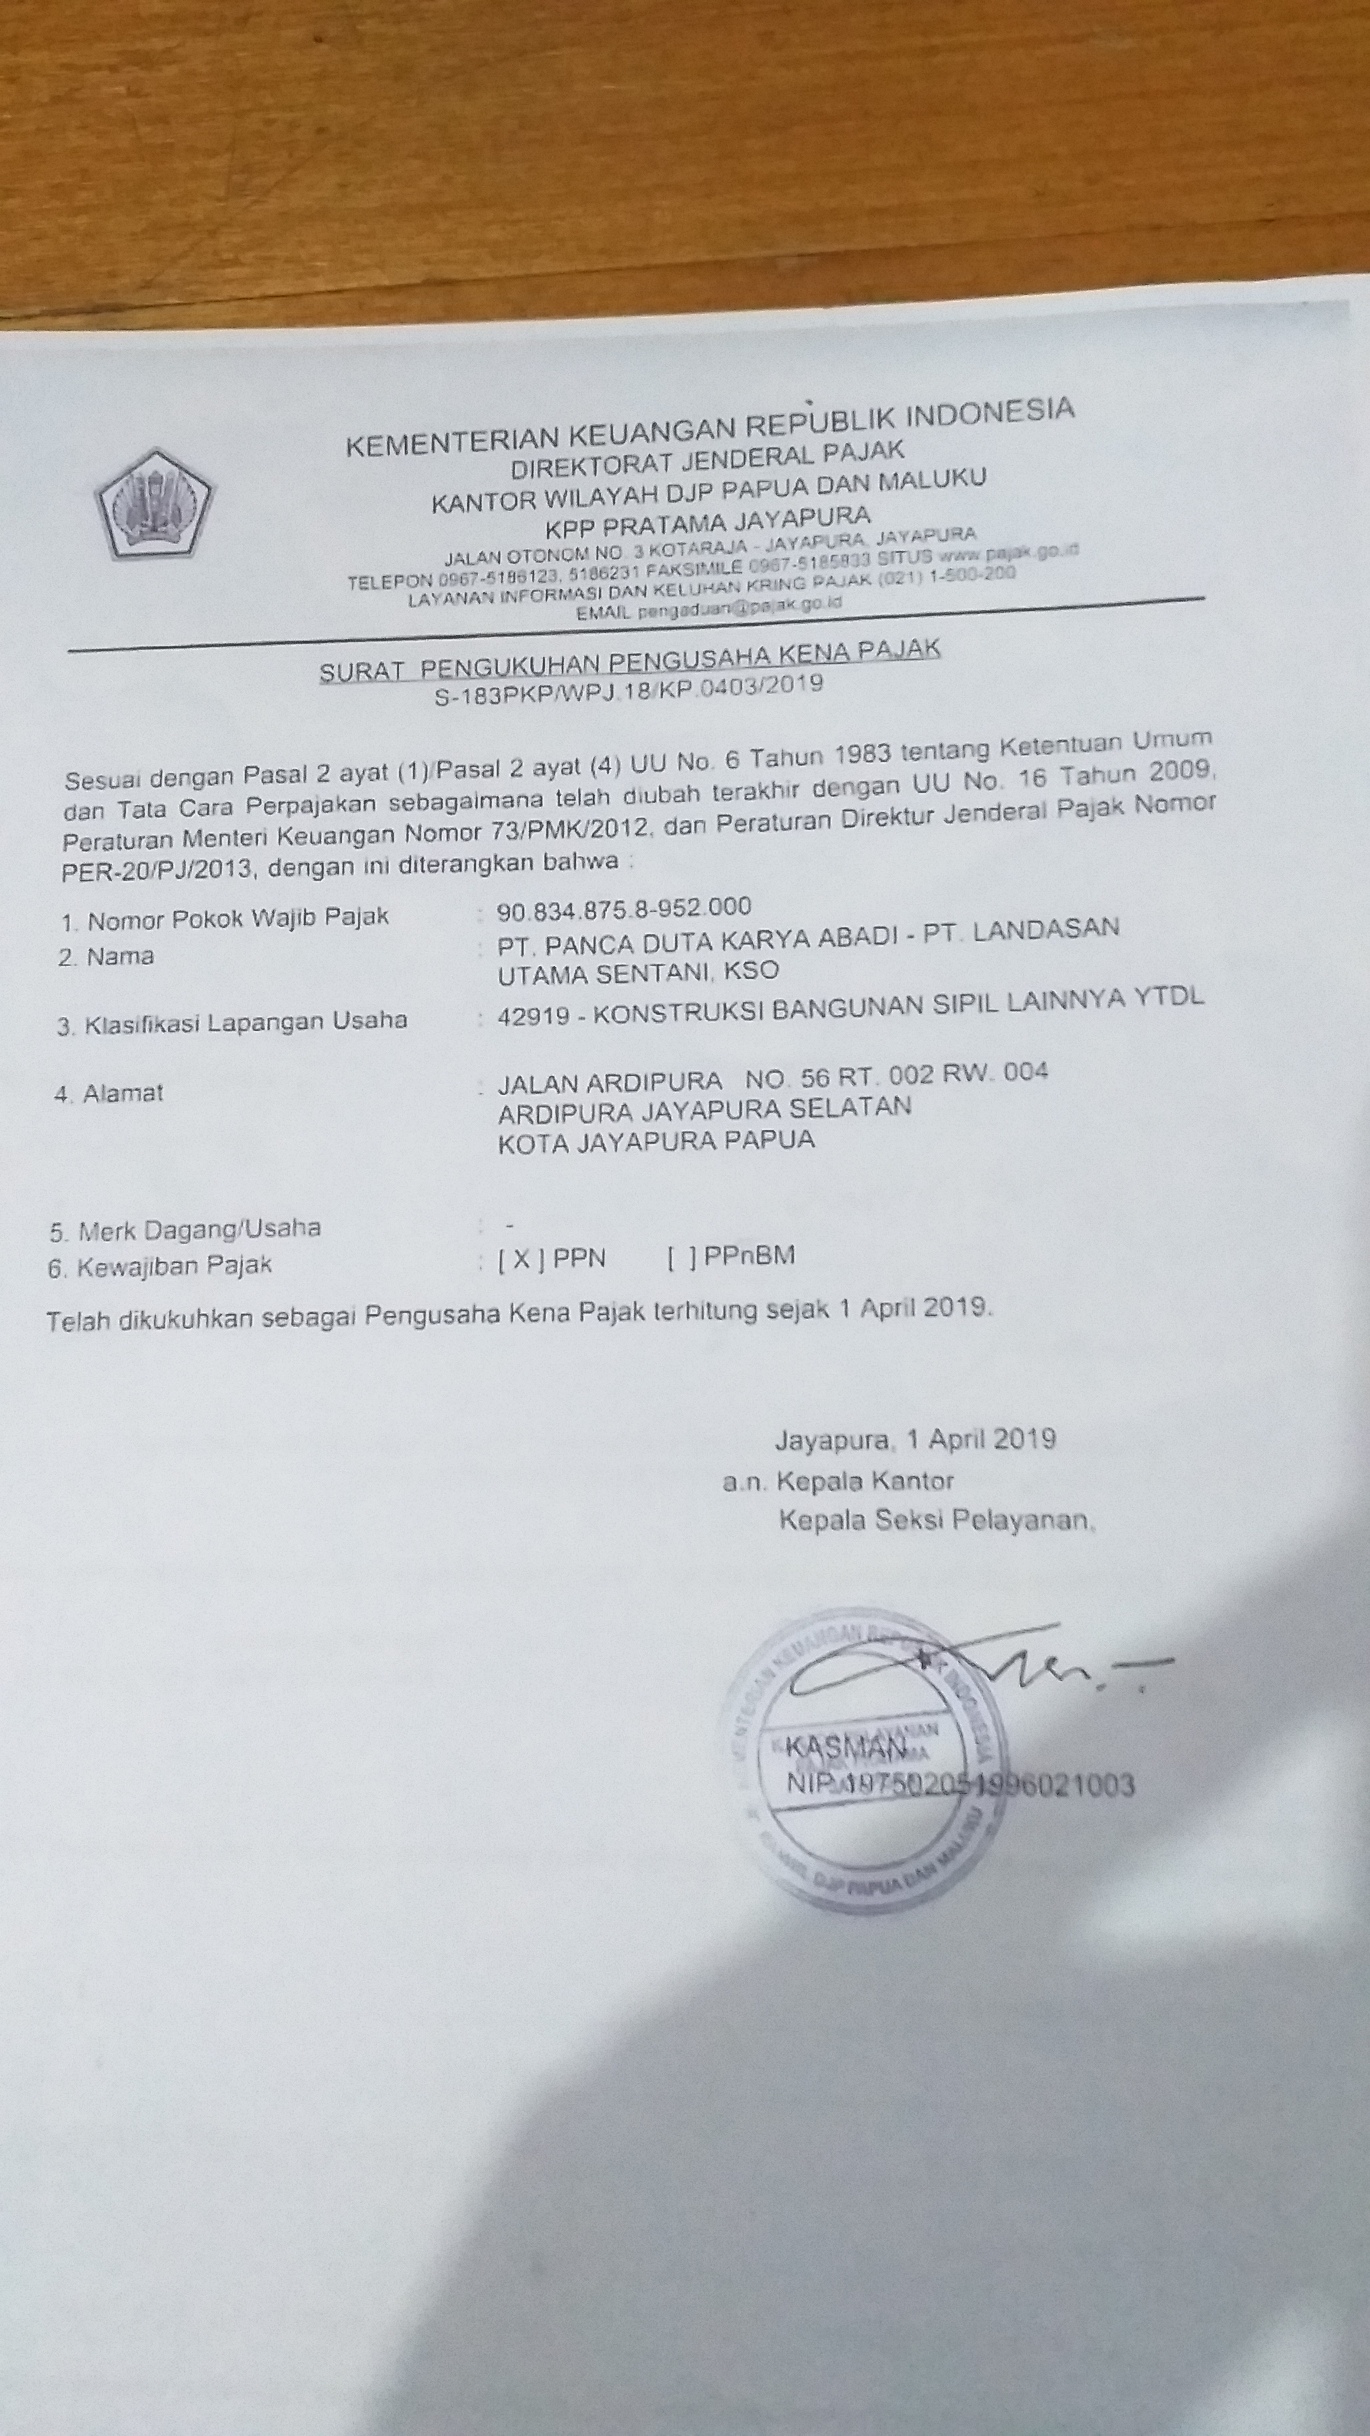 KEMENTERIAN KEUANGAN REPUBLIK INDONESIA
DIREKTORAT JENDERAL PAJAK
KANTOR WILAYAH DJP PAPUA DAN MALUKU
KPP PRATAMA JAYAPURA
JALAN OTONOM NO. 3 KOTARAJA - JAYAPURA, JAYAPURA
TELEPON 0967-5186123, 5186231 FAKSIMILE 0967-5185833 SITUS www.pajak.go.id
LAYANAN INFORMASI DAN KELUHAN KRING PAJAK (021) 1-500-200
EMAIL pengaduan@pajak.go.id
SURAT PENGUKUHAN PENGUSAHA KENA PAJAK
S-183PKP/WPJ.18/KP.0403/2019
Sesuai dengan Pasal 2 ayat (1)/Pasal 2 ayat (4) UU No. 6 Tahun 1983 tentang Ketentuan Umum
dan Tata Cara Perpajakan sebagaimana telah diubah terakhir dengan UU No. 16 Tahun 2009,
Peraturan Menteri Keuangan Nomor 73/PMK/2012, dan Peraturan Direktur Jenderal Pajak Nomor
PER-20/PJ/2013, dengan ini diterangkan bahwa :
1. Nomor Pokok Wajib Pajak : 90.834.875.8-952.000
2. Nama : PT. PANCA DUTA KARYA ABADI - PT. LANDASAN
UTAMA SENTANI, KSO
3. Klasifikasi Lapangan Usaha : 42919 - KONSTRUKSI BANGUNAN SIPIL LAINNYA YTDL
4. Alamat : JALAN ARDIPURA NO. 56 RT. 002 RW. 004
ARDIPURA JAYAPURA SELATAN
KOTA JAYAPURA PAPUA
5. Merk Dagang/Usaha : -
6. Kewajiban Pajak : [ X ] PPN [ ] PPnBM
Telah dikukuhkan sebagai Pengusaha Kena Pajak terhitung sejak 1 April 2019.
Jayapura, 1 April 2019
a.n. Kepala Kantor
Kepala Seksi Pelayanan,
KEMENTERIAN KEUANGAN INDONESIA
KASMAN
NIP 197502051996021003
DJP PAPUA DAN MALUKU